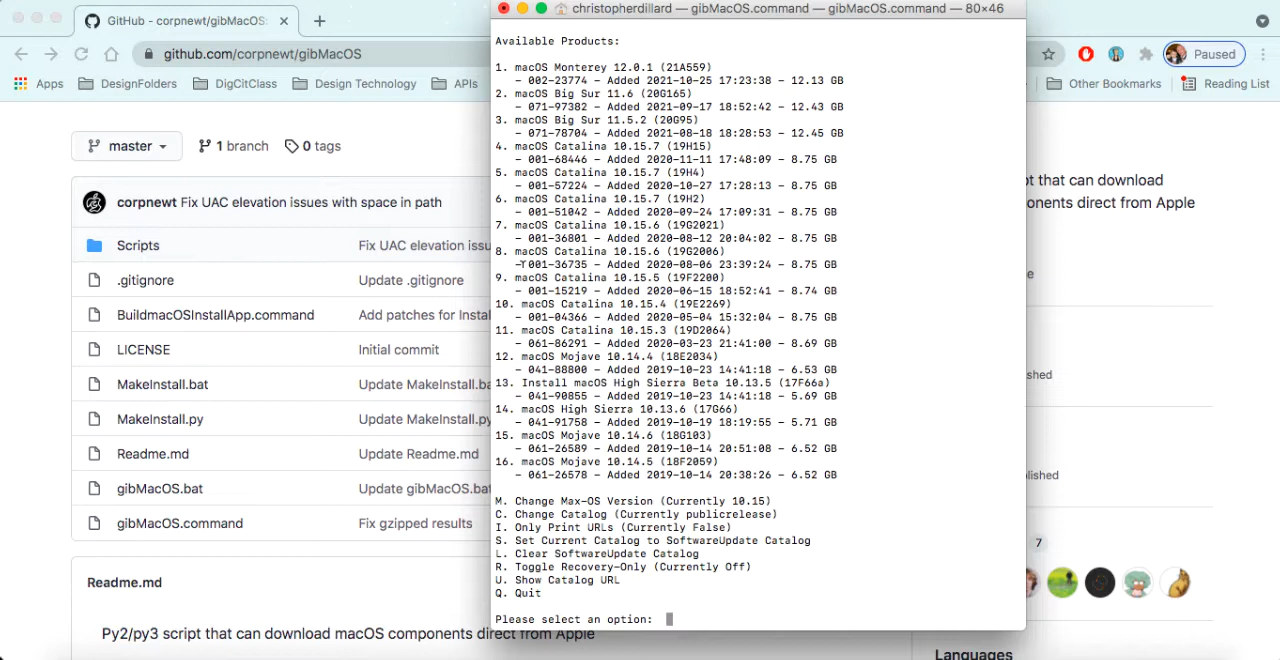 GitHub - corpnewt/gibMacOS:
github.com/corpnewt/gibMacOS
Paused
Apps
DesignFolders
DigCitClass
Design Technology
APIs
Other Bookmarks
Reading List
master
1 branch
0 tags
corpnewt Fix UAC elevation issues with space in path
Scripts
Fix UAC elevation issu
.gitignore
Update .gitignore
BuildmacOSInstallApp.command
Add patches for Instal
LICENSE
Initial commit
MakeInstall.bat
Update MakeInstall.ba
MakeInstall.py
Update MakeInstall.py
Readme.md
Update Readme.md
gibMacOS.bat
Update gibMacOS.bat
gibMacOS.command
Fix gzipped results
Readme.md
Py2/py3 script that can download macOS components direct from Apple
christopherdillard — gibMacOS.command — gibMacOS.command — 80×46
Available Products:
1. macOS Monterey 12.0.1 (21A559)
- 002-23774 - Added 2021-10-25 17:23:38 - 12.13 GB
2. macOS Big Sur 11.6 (20G165)
- 071-97382 - Added 2021-09-17 18:52:42 - 12.43 GB
3. macOS Big Sur 11.5.2 (20G95)
- 071-78704 - Added 2021-08-18 18:28:53 - 12.45 GB
4. macOS Catalina 10.15.7 (19H15)
- 001-68446 - Added 2020-11-11 17:48:09 - 8.75 GB
5. macOS Catalina 10.15.7 (19H4)
- 001-57224 - Added 2020-10-27 17:28:13 - 8.75 GB
6. macOS Catalina 10.15.7 (19H2)
- 001-51042 - Added 2020-09-24 17:09:31 - 8.75 GB
7. macOS Catalina 10.15.6 (19G2021)
- 001-36801 - Added 2020-08-12 20:04:02 - 8.75 GB
8. macOS Catalina 10.15.6 (19G2006)
- 001-36735 - Added 2020-08-06 23:39:24 - 8.75 GB
9. macOS Catalina 10.15.5 (19F2200)
- 001-15219 - Added 2020-06-15 18:52:41 - 8.74 GB
10. macOS Catalina 10.15.4 (19E2269)
- 001-04366 - Added 2020-05-04 15:32:04 - 8.75 GB
11. macOS Catalina 10.15.3 (19D2064)
- 061-86291 - Added 2020-03-23 21:41:00 - 8.69 GB
12. macOS Mojave 10.14.4 (18E2034)
- 041-88800 - Added 2019-10-23 14:41:18 - 6.53 GB
13. Install macOS High Sierra Beta 10.13.5 (17F66a)
- 041-90855 - Added 2019-10-23 14:41:18 - 5.69 GB
14. macOS High Sierra 10.13.6 (17G66)
- 041-91758 - Added 2019-10-19 18:19:55 - 5.71 GB
15. macOS Mojave 10.14.6 (18G103)
- 061-26589 - Added 2019-10-14 20:51:08 - 6.52 GB
16. macOS Mojave 10.14.5 (18F2059)
- 061-26578 - Added 2019-10-14 20:38:26 - 6.52 GB
M. Change Max-OS Version (Currently 10.15)
C. Change Catalog (Currently publicrelease)
I. Only Print URLs (Currently False)
S. Set Current Catalog to SoftwareUpdate Catalog
L. Clear SoftwareUpdate Catalog
R. Toggle Recovery-Only (Currently Off)
U. Show Catalog URL
Q. Quit
Please select an option:
pt that can download
onents direct from Apple
e
shed
lished
7
Languages